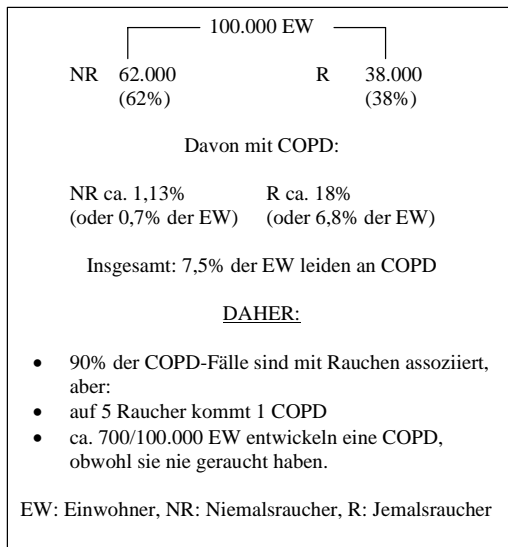 100.000 EW
NR 62.000 R 38.000
(62%) (38%)
Davon mit COPD:
NR ca. 1,13% R ca. 18%
(oder 0,7% der EW) (oder 6,8% der EW)
Insgesamt: 7,5% der EW leiden an COPD
DAHER:
• 90% der COPD-Fälle sind mit Rauchen assoziiert,
aber:
• auf 5 Raucher kommt 1 COPD
• ca. 700/100.000 EW entwickeln eine COPD,
obwohl sie nie geraucht haben.
EW: Einwohner, NR: Niemalsraucher, R: Jemalsraucher